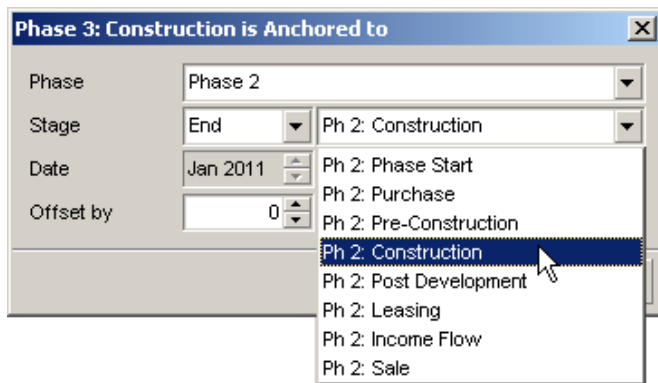 Phase 3: Construction is Anchored to
Phase Phase 2
Stage End Ph 2: Construction
Date Jan 2011 Ph 2: Phase Start
Ph 2: Purchase
Offset by 0 Ph 2: Pre-Construction
Ph 2: Construction
Ph 2: Post Development
Ph 2: Leasing
Ph 2: Income Flow
Ph 2: Sale